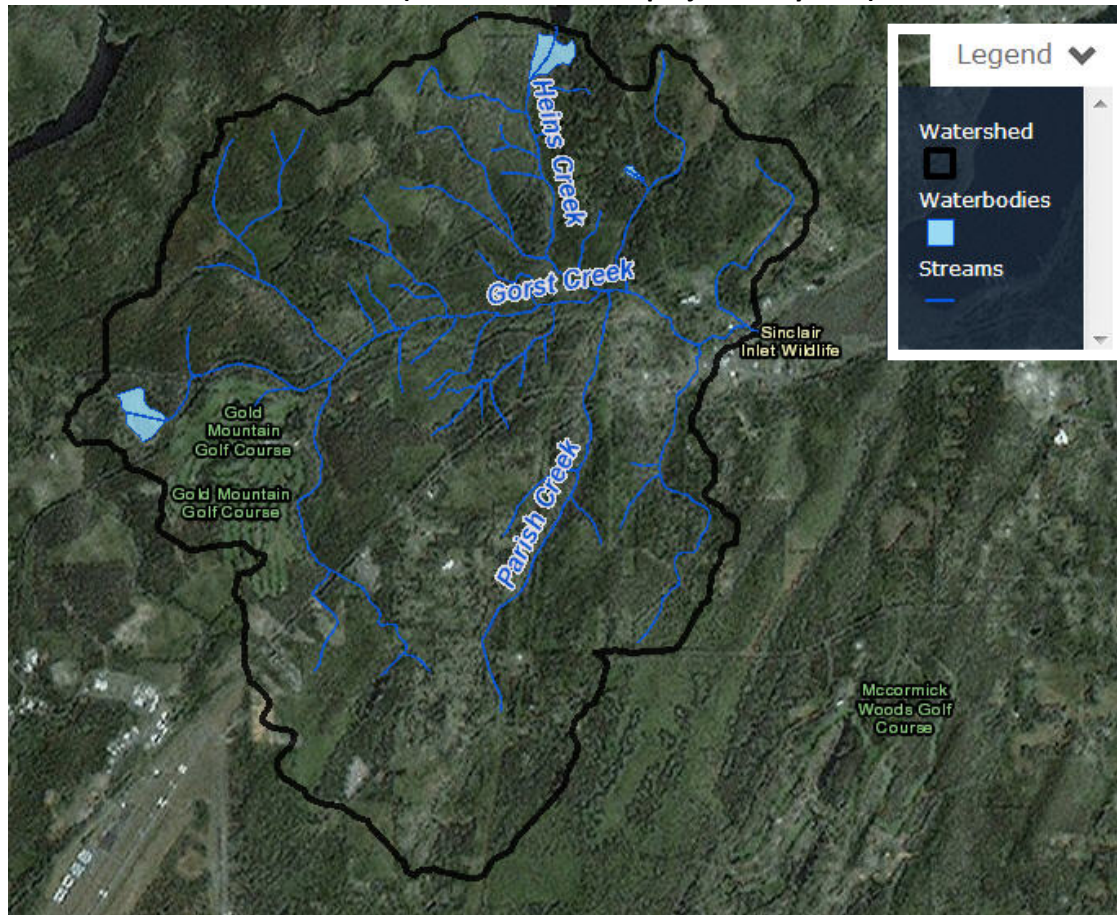 Legend
Watershed
Waterbodies
Streams
Heins Creek
Gorst Creek
Sinclair
Inlet Wildlife
Gold
Mountain
Golf Course
Gold Mountain
Golf Course
Parish Creek
Mccormick
Woods Golf
Course